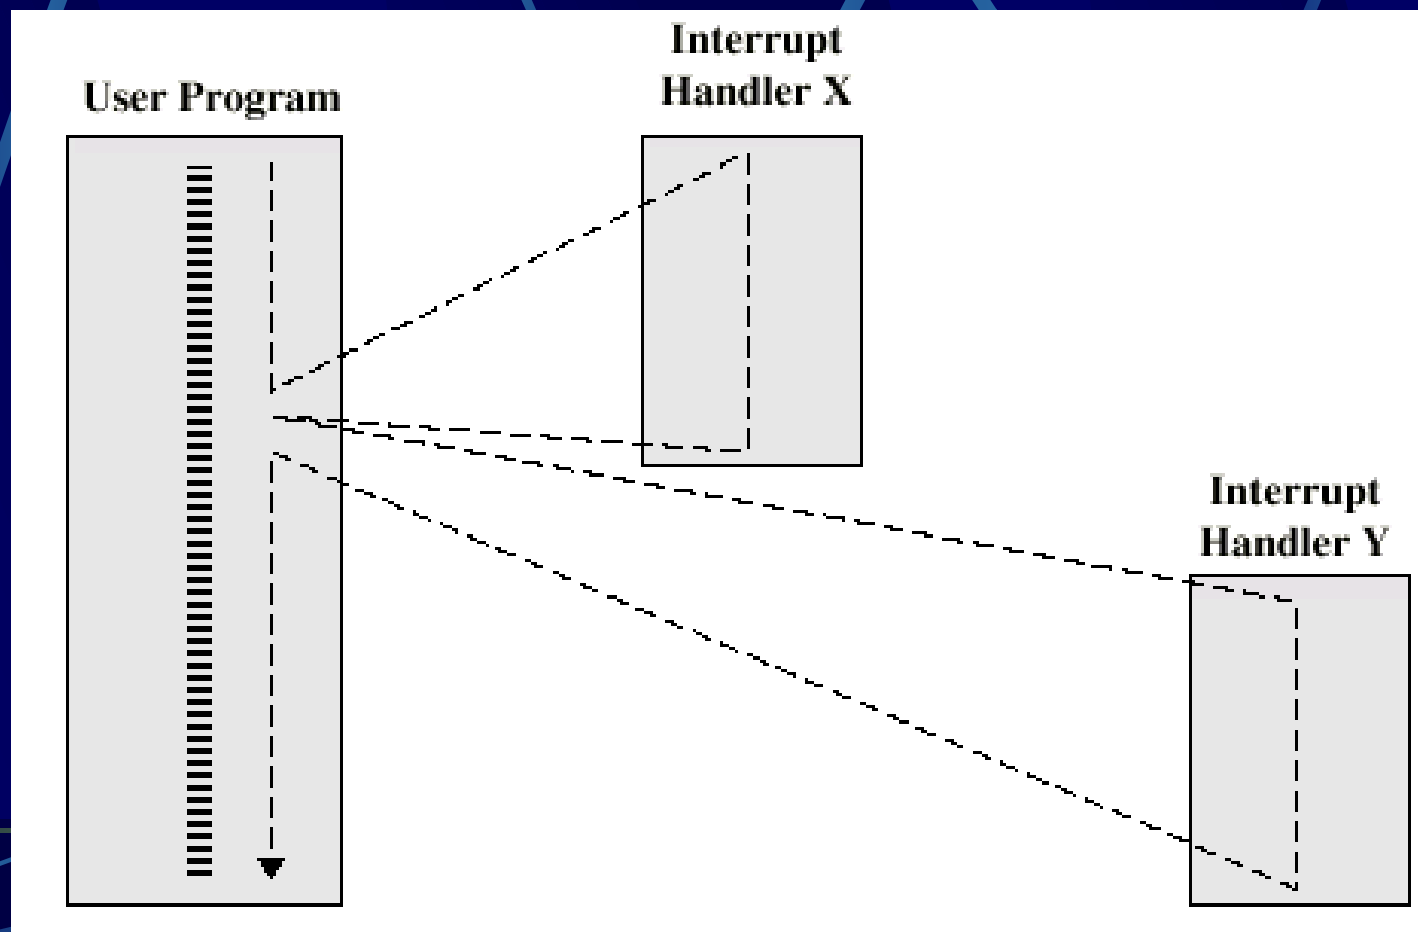 User Program
Interrupt
Handler X
Interrupt
Handler Y